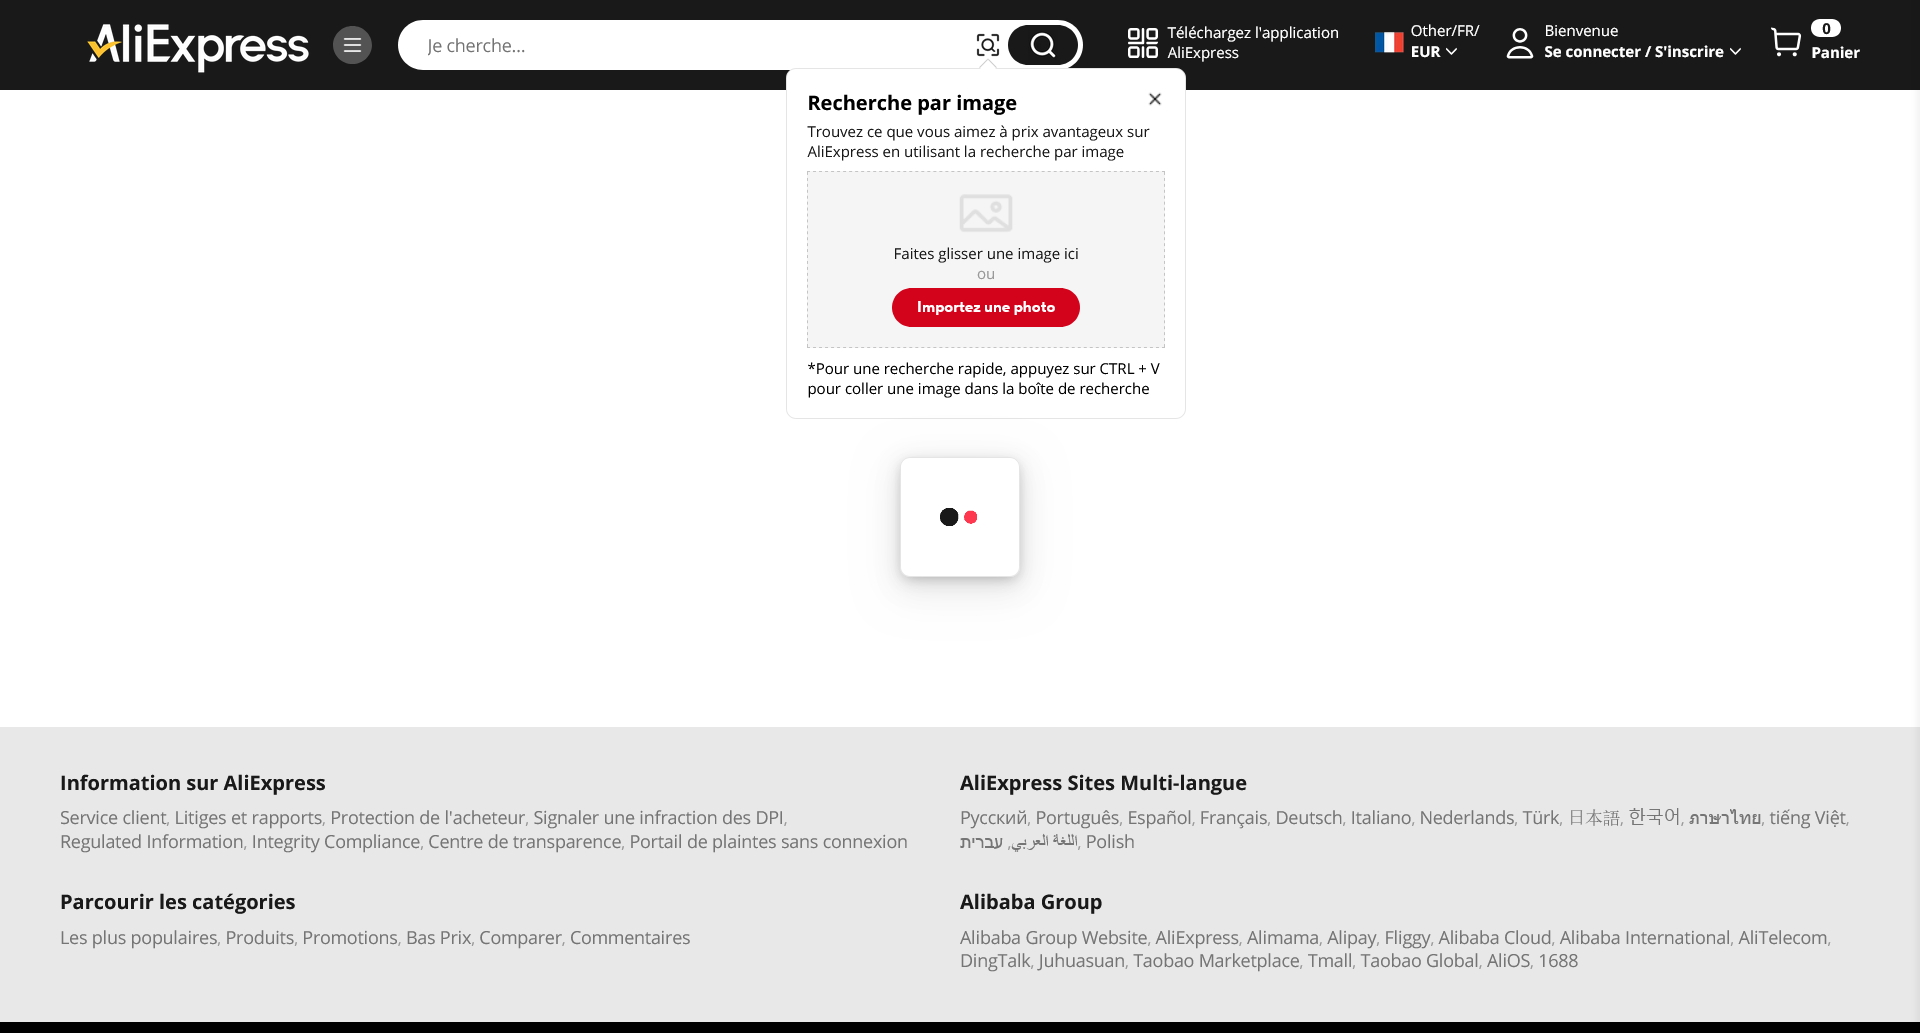 AliExpress
Je cherche...
Téléchargez l'application
AliExpress
Other/FR/
EUR
Bienvenue
Se connecter / S'inscrire
0
Panier
Recherche par image
Trouvez ce que vous aimez à prix avantageux sur
AliExpress en utilisant la recherche par image
Faites glisser une image ici
ou
Importez une photo
*Pour une recherche rapide, appuyez sur CTRL + V
pour coller une image dans la boîte de recherche
Information sur AliExpress
Service client, Litiges et rapports, Protection de l'acheteur, Signaler une infraction des DPI,
Regulated Information, Integrity Compliance, Centre de transparence, Portail de plaintes sans connexion
AliExpress Sites Multi-langue
Русский, Português, Español, Français, Deutsch, Italiano, Nederlands, Türk, 日本語, 한국어, ภาษาไทย, tiếng Việt,
עברית, اللغة العربي, Polish
Parcourir les catégories
Les plus populaires, Produits, Promotions, Bas Prix, Comparer, Commentaires
Alibaba Group
Alibaba Group Website, AliExpress, Alimama, Alipay, Fliggy, Alibaba Cloud, Alibaba International, AliTelecom,
DingTalk, Juhuasuan, Taobao Marketplace, Tmall, Taobao Global, AliOS, 1688